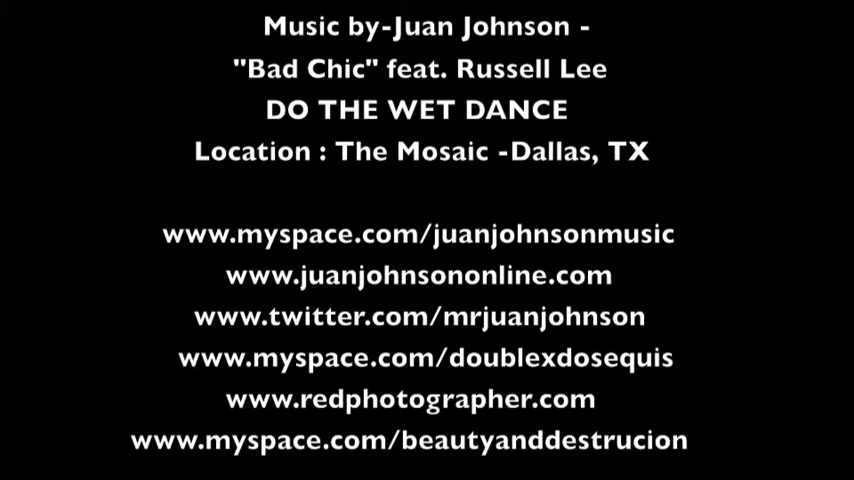 Music by-Juan Johnson -
"Bad Chic" feat. Russell Lee
DO THE WET DANCE
Location : The Mosaic -Dallas, TX
www.myspace.com/juanjohnsonmusic
www.juanjohnsononline.com
www.twitter.com/mrjuanjohnson
www.myspace.com/doublexdosequis
www.redphotographer.com
www.myspace.com/beautyanddestrucion